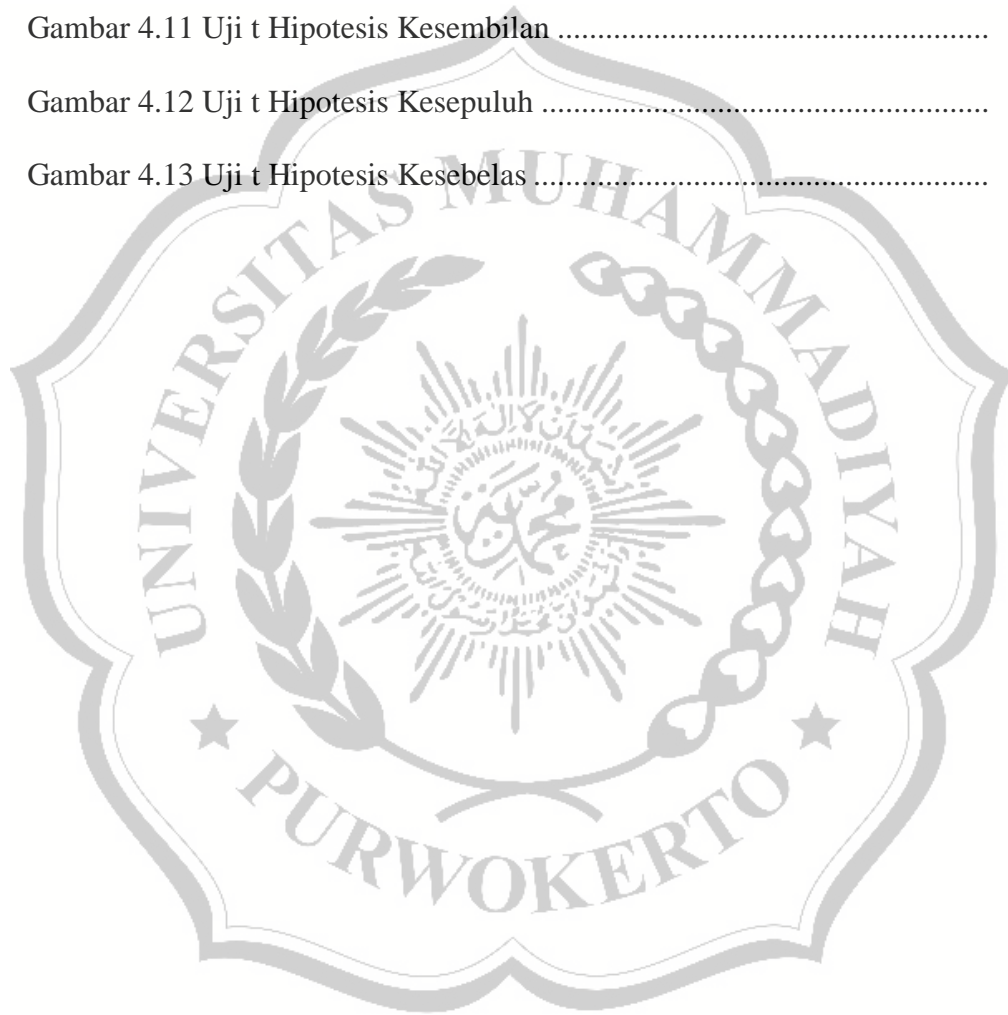 Gambar 4.11 Uji t Hipotesis Kesembilan ......................................................
Gambar 4.12 Uji t Hipotesis Kesepuluh ........................................................
Gambar 4.13 Uji t Hipotesis Kesebelas .........................................................
UNIVERSITAS MUHAMMADIYAH
PURWOKERTO